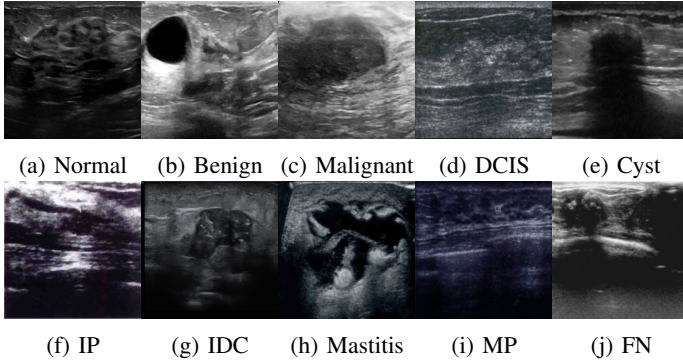 (a) Normal (b) Benign (c) Malignant (d) DCIS (e) Cyst
(f) IP (g) IDC (h) Mastitis (i) MP (j) FN